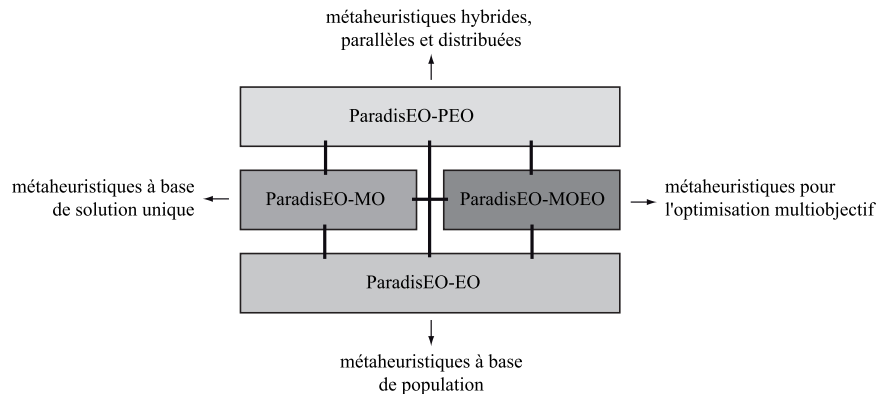 métaheuristiques hybrides,
parallèles et distribuées
ParadisEO-PEO
métaheuristiques à base
de solution unique
ParadisEO-MO
ParadisEO-MOEO
métaheuristiques pour
l'optimisation multiobjectif
ParadisEO-EO
métaheuristiques à base
de population